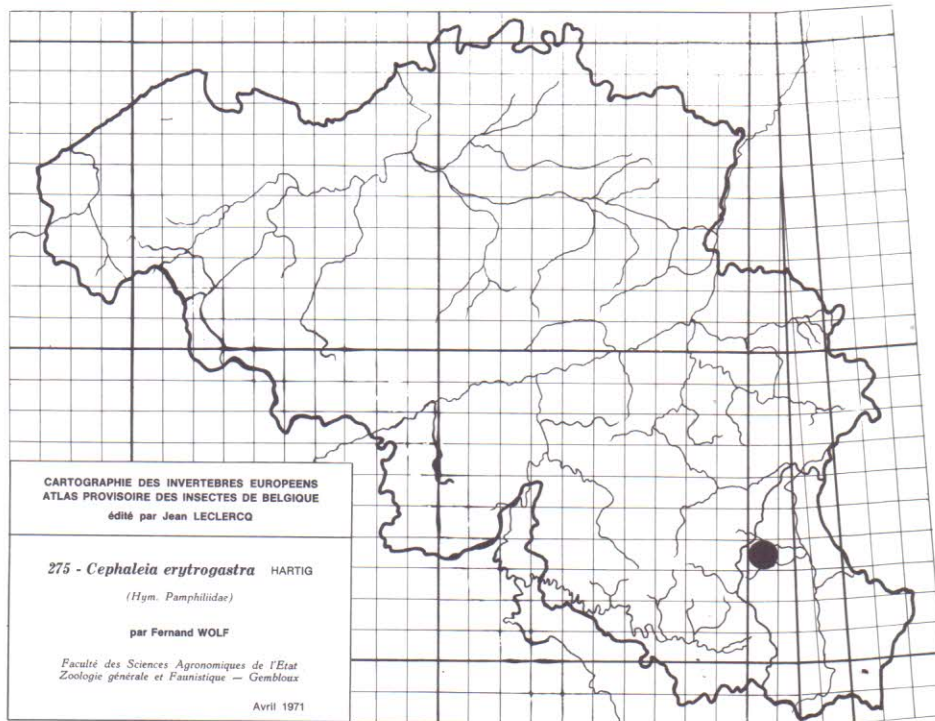 CARTOGRAPHIE DES INVERTEBRES EUROPEENS
ATLAS PROVISOIRE DES INSECTES DE BELGIQUE
édité par Jean LECLERCQ
275 - Cephaleia erytrogastra HARTIG
(Hym. Pamphiliidae)
par Fernand WOLF
Faculté des Sciences Agronomiques de l'Etat
Zoologie générale et Faunistique — Gembloux
Avril 1971